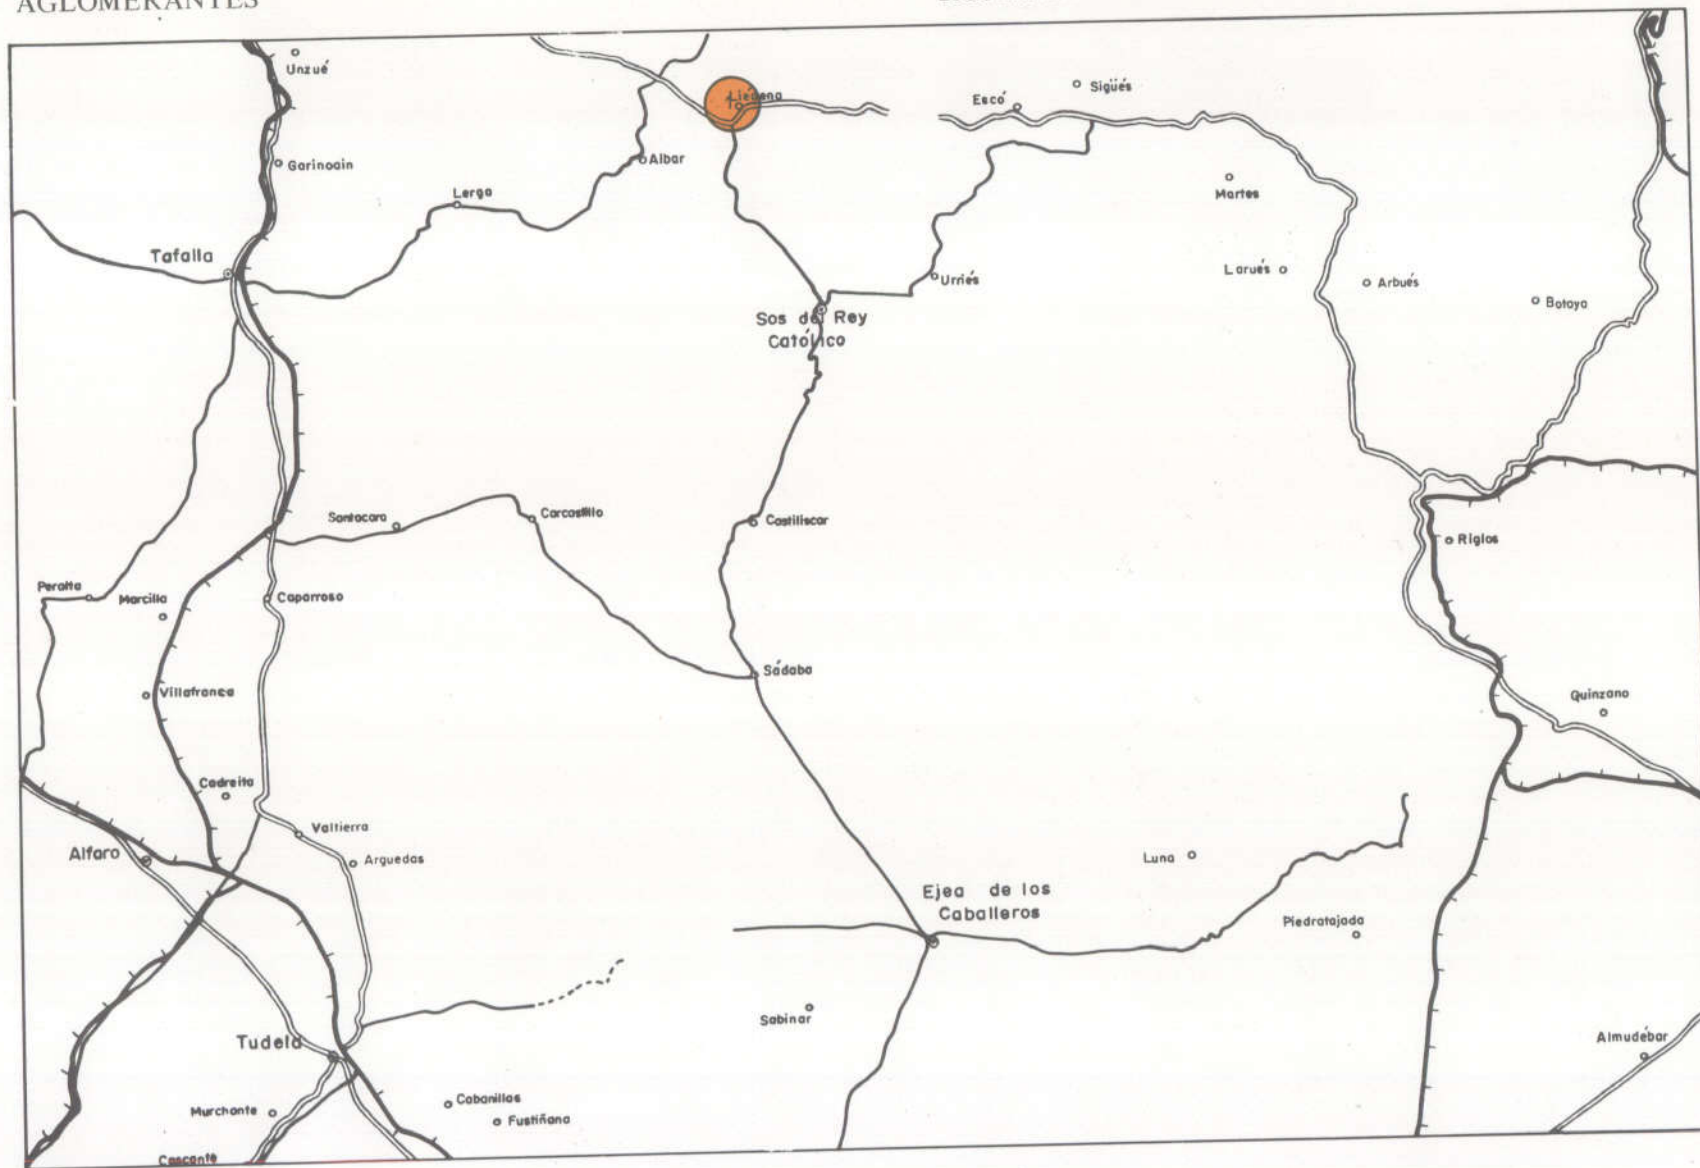 AGLOMERANTES
Unzué
Liédena
Sigüés
Escó
Garinoain
Albar
Lerga
Martes
Tafalla
Urriés
Larués
Arbués
Botaya
Sos del Rey
Católico
Santacara
Carcastillo
Castiliscar
Riglos
Peralta
Marcilla
Caparroso
Sádaba
Villafranca
Quinzano
Cadreita
Valtierra
Alfaro
Arguedas
Luna
Ejea de los
Caballeros
Piedratajada
Sabinar
Tudela
Almudébar
Cabanillas
Murchante
Fustiñana
Cascante